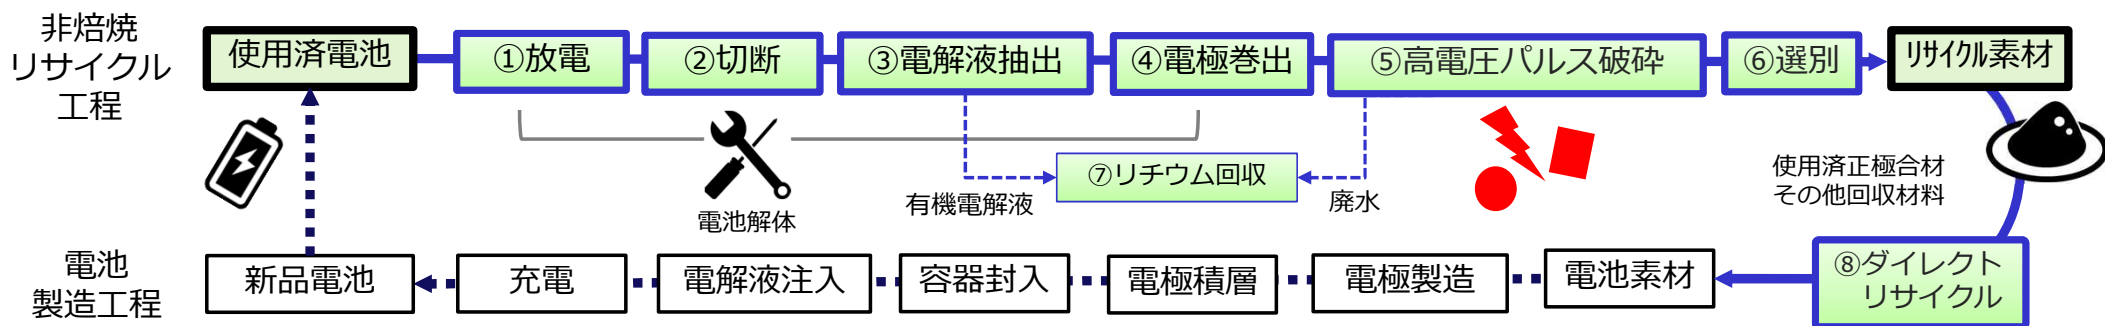 非焙焼
リサイクル
工程
使用済電池
①放電
②切断
③電解液抽出
④電極巻出
⑤高電圧パルス破砕
⑥選別
ﾘｻｲｸﾙ素材
電池解体
有機電解液
⑦リチウム回収
廃水
使用済正極合材
その他回収材料
電池
製造工程
新品電池
充電
電解液注入
容器封入
電極積層
電極製造
電池素材
⑧ダイレクト
リサイクル